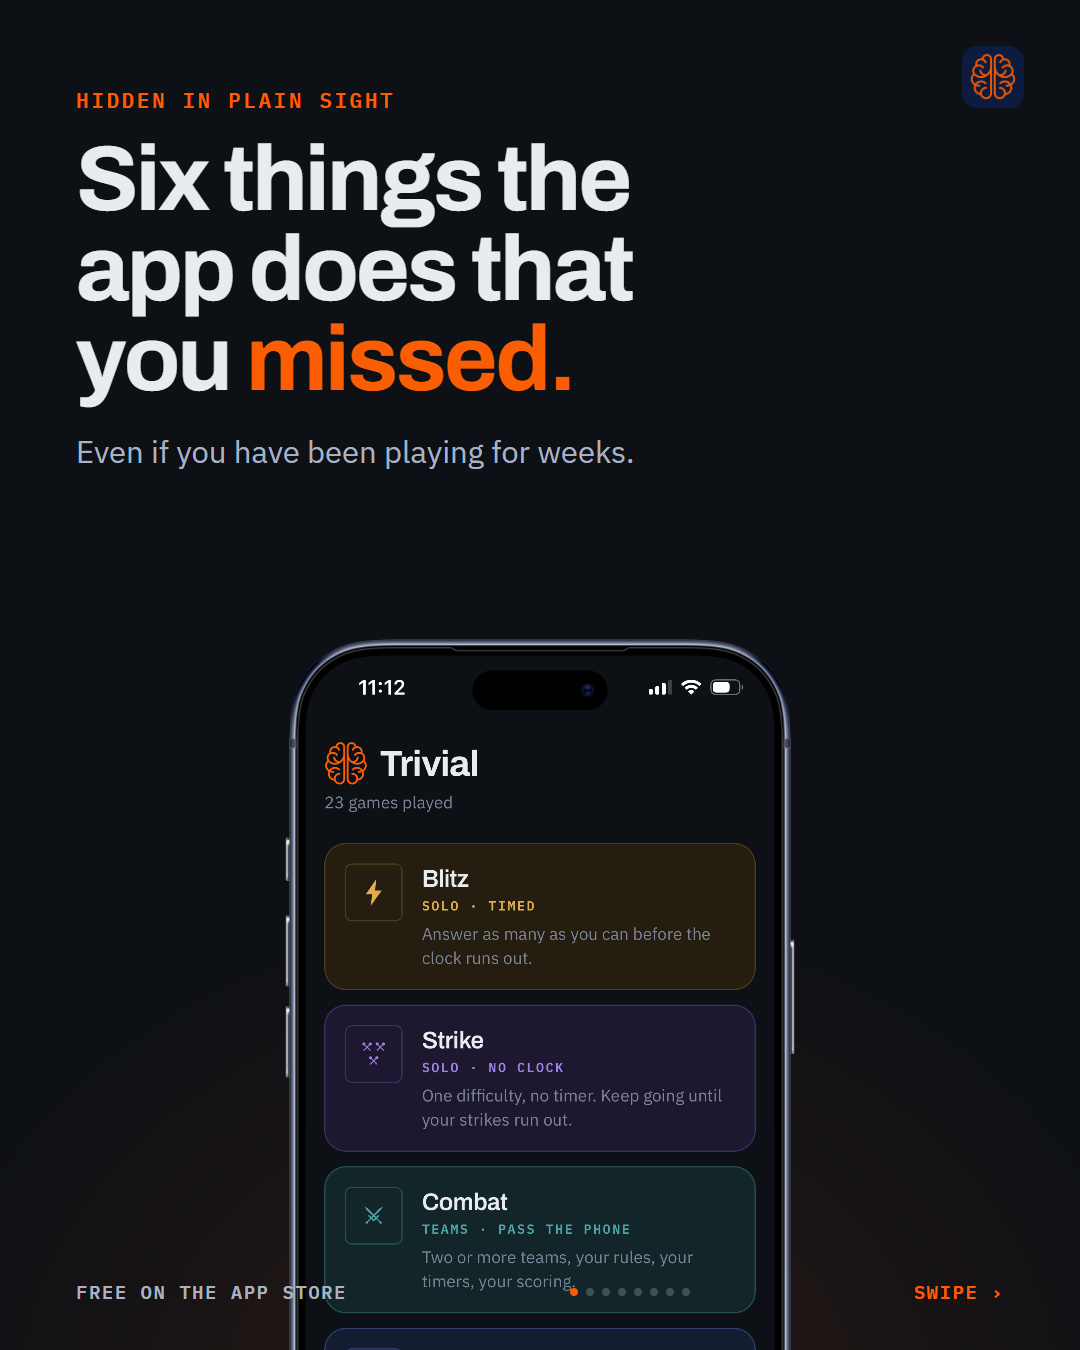 HIDDEN IN PLAIN SIGHT
Six things the
app does that
you missed.
Even if you have been playing for weeks.
11:12
Trivial
23 games played
Blitz
SOLO · TIMED
Answer as many as you can before the
clock runs out.
Strike
SOLO · NO CLOCK
One difficulty, no timer. Keep going until
your strikes run out.
Combat
TEAMS · PASS THE PHONE
Two or more teams, your rules, your
timers, your scoring.
FREE ON THE APP STORE
SWIPE ›